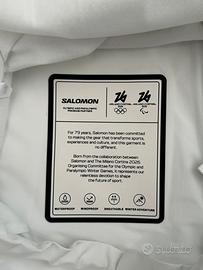 SALOMON
OLYMPIC AND PARALYMPIC
PREMIUM PARTNER
For 79 years, Salomon has been committed
to making the gear that transforms sports,
experiences and culture, and this garment is
no different.
Born from the collaboration between
Salomon and The Milano Cortina 2026
Organising Committee for the Olympic and
Paralympic Winter Games, it represents our
relentless devotion to shape
the future of sport.
WATERPROOF WINDPROOF BREATHABLE WINTER ADVENTURE
subito